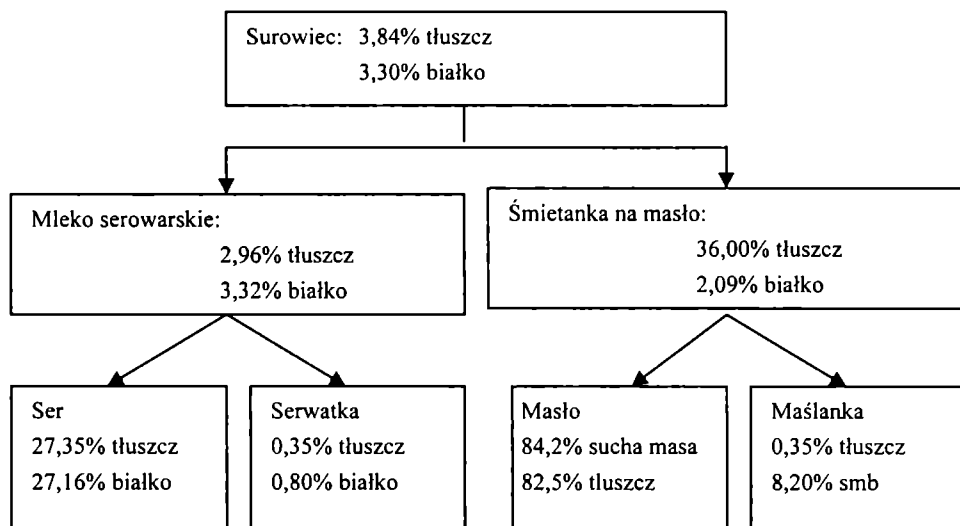 Surowiec: 3,84% tłuszcz
3,30% białko
Mleko serowarskie:
2,96% tłuszcz
3,32% białko
Śmietanka na masło:
36,00% tłuszcz
2,09% białko
Ser
27,35% tłuszcz
27,16% białko
Serwatka
0,35% tłuszcz
0,80% białko
Masło
84,2% sucha masa
82,5% tluszcz
Maślanka
0,35% tłuszcz
8,20% smb